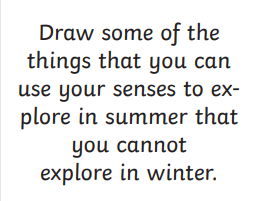 Draw some of the
things that you can
use your senses to ex-
plore in summer that
you cannot
explore in winter.